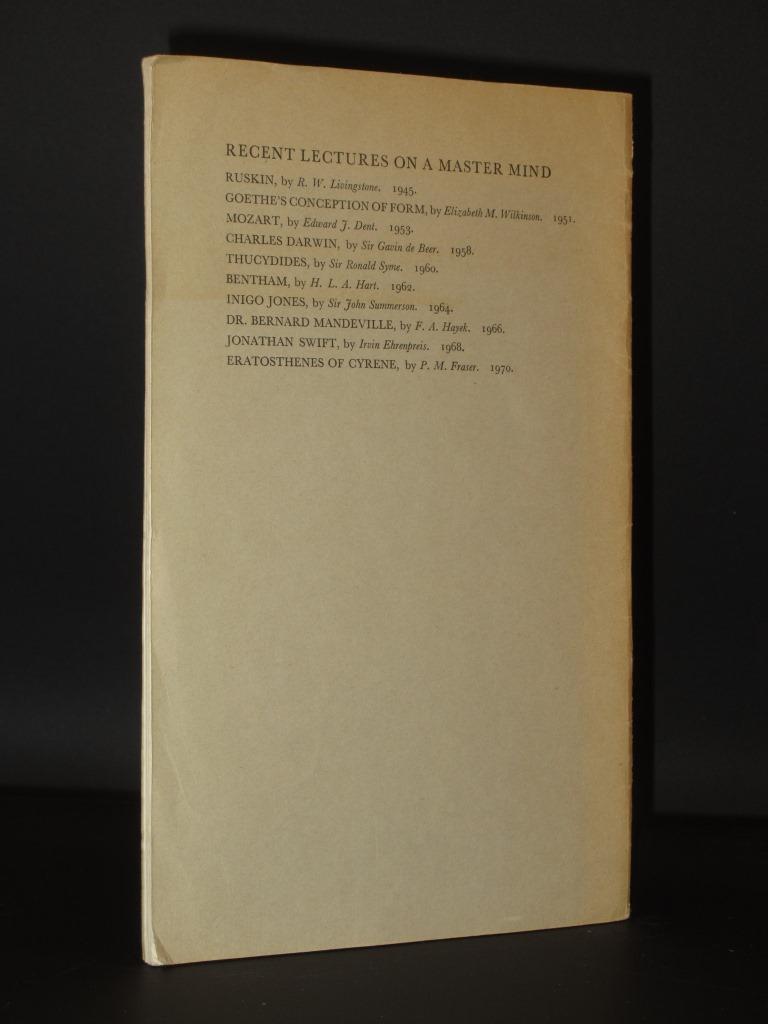 RECENT LECTURES ON A MASTER MIND
RUSKIN, by R. W. Livingstone. 1945.
GOETHE'S CONCEPTION OF FORM, by Elizabeth M. Wilkinson. 1951.
MOZART, by Edward J. Dent. 1953.
CHARLES DARWIN, by Sir Gavin de Beer. 1958.
THUCYDIDES, by Sir Ronald Syme. 1960.
BENTHAM, by H. L. A. Hart. 1962.
INIGO JONES, by Sir John Summerson. 1964.
DR. BERNARD MANDEVILLE, by F. A. Hayek. 1966.
JONATHAN SWIFT, by Irvin Ehrenpreis. 1968.
ERATOSTHENES OF CYRENE, by P. M. Fraser. 1970.